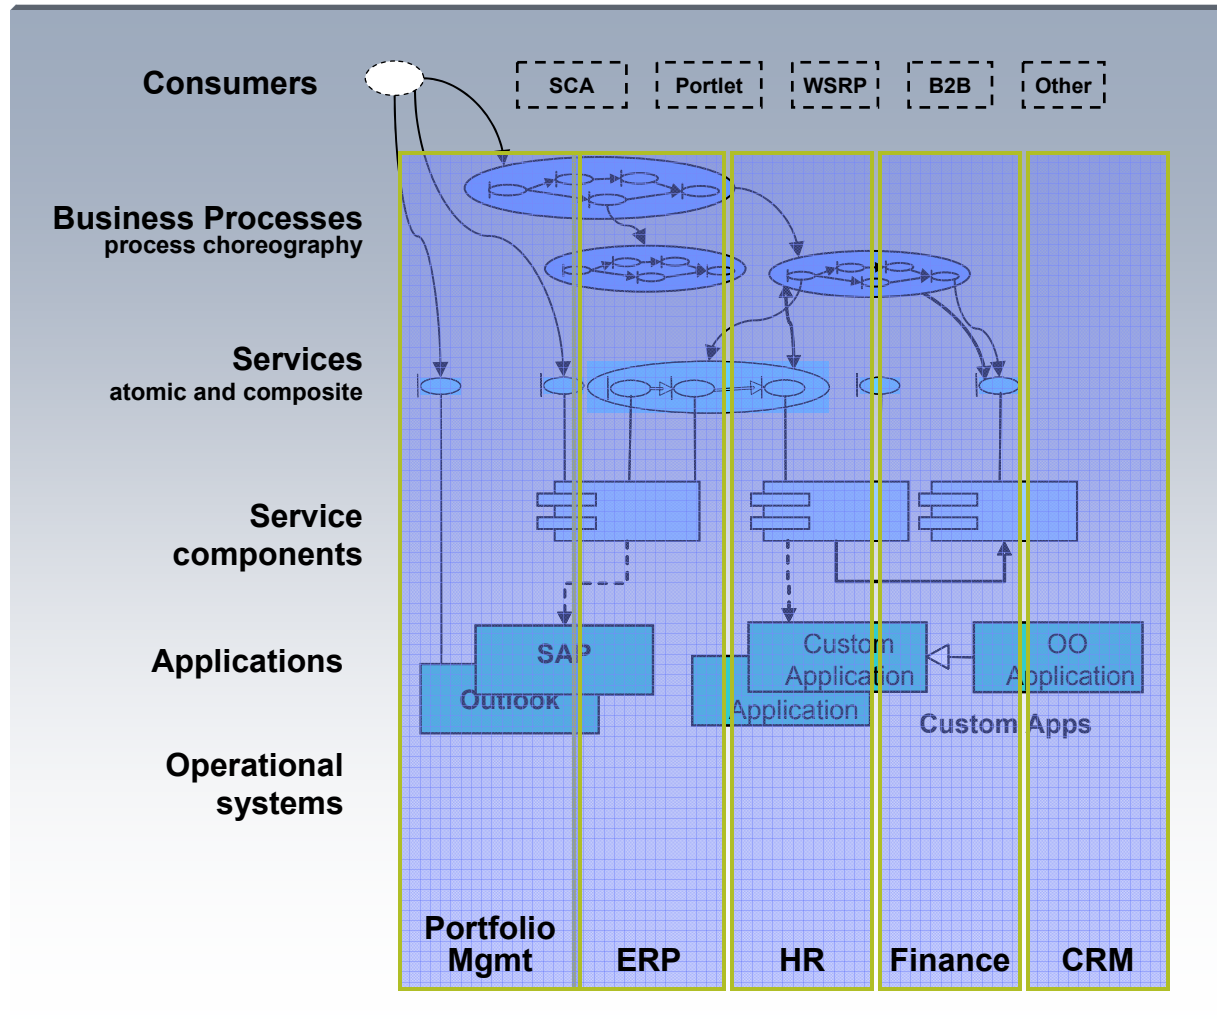 Consumers
SCA
Portlet
WSRP
B2B
Other
Business Processes
process choreography
Services
atomic and composite
Service
components
Applications
SAP
Outlook
Custom
Application
Application
OO
Application
Custom Apps
Operational
systems
Portfolio
Mgmt
ERP
HR
Finance
CRM